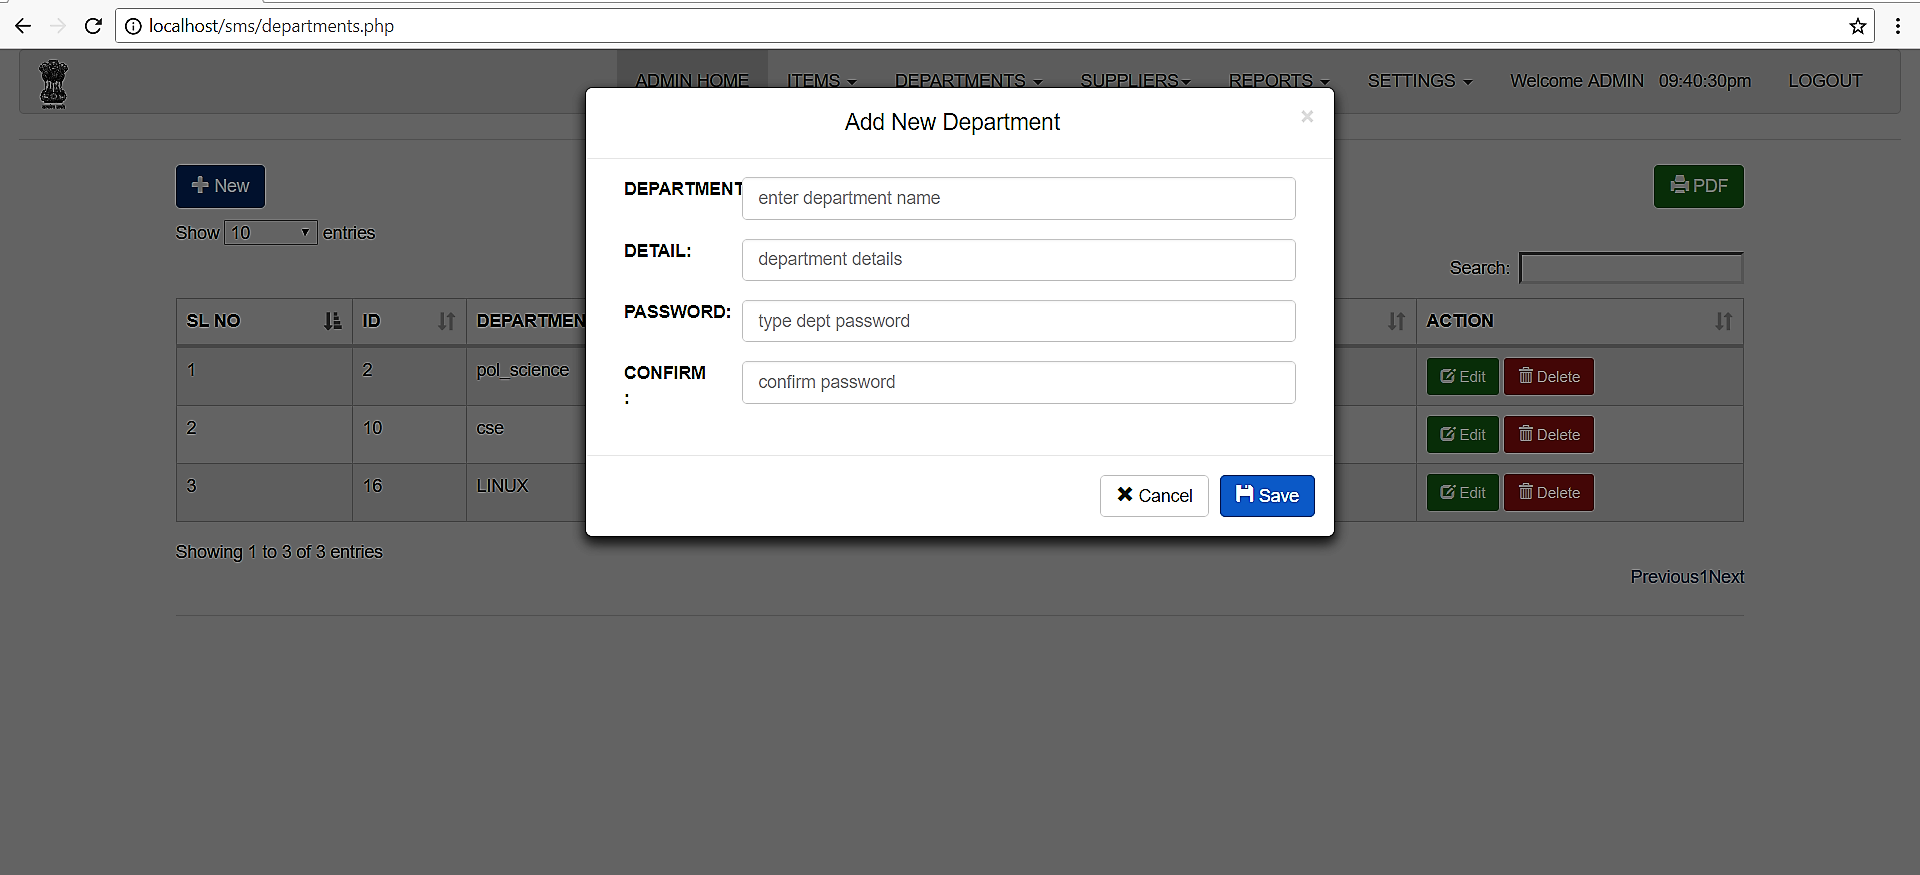 localhost/sms/departments.php
ADMIN HOME ITEMS DEPARTMENTS SUPPLIERS REPORTS SETTINGS Welcome ADMIN 09:40:30pm LOGOUT
Add New Department ×
New
PDF
Show 10 entries
Search:
DEPARTMENT enter department name
DETAIL: department details
PASSWORD: type dept password
CONFIRM : confirm password
Cancel Save
SL NO ID DEPARTMEN ACTION
1 2 pol_science Edit Delete
2 10 cse Edit Delete
3 16 LINUX Edit Delete
Showing 1 to 3 of 3 entries
Previous1Next